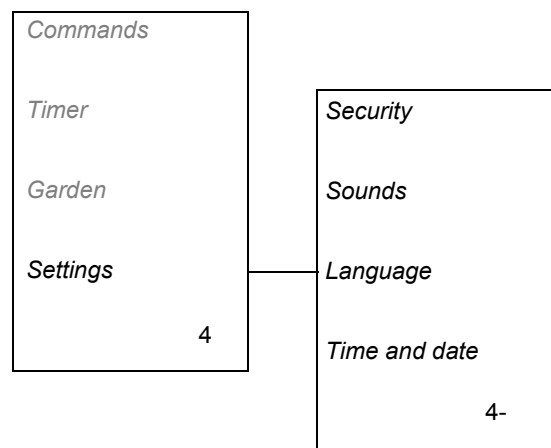 Commands
Timer
Garden
Settings
4
Security
Sounds
Language
Time and date
4-